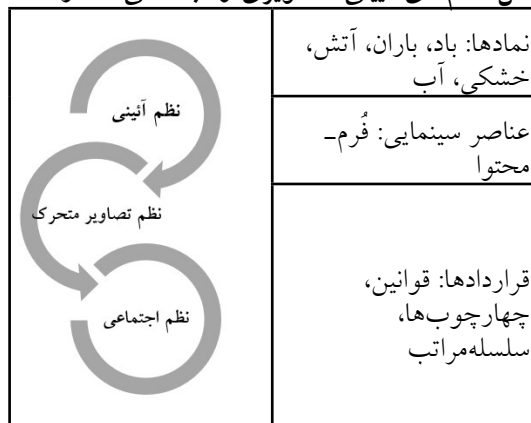 نمادها: باد، باران، آتش،
خشکی، آب
عناصر سینمایی: فُرم–
محتوا
قراردادها: قوانین،
چهارچوب‌ها،
سلسله‌مراتب
نظم آئینی
نظم تصاویر متحرک
نظم اجتماعی